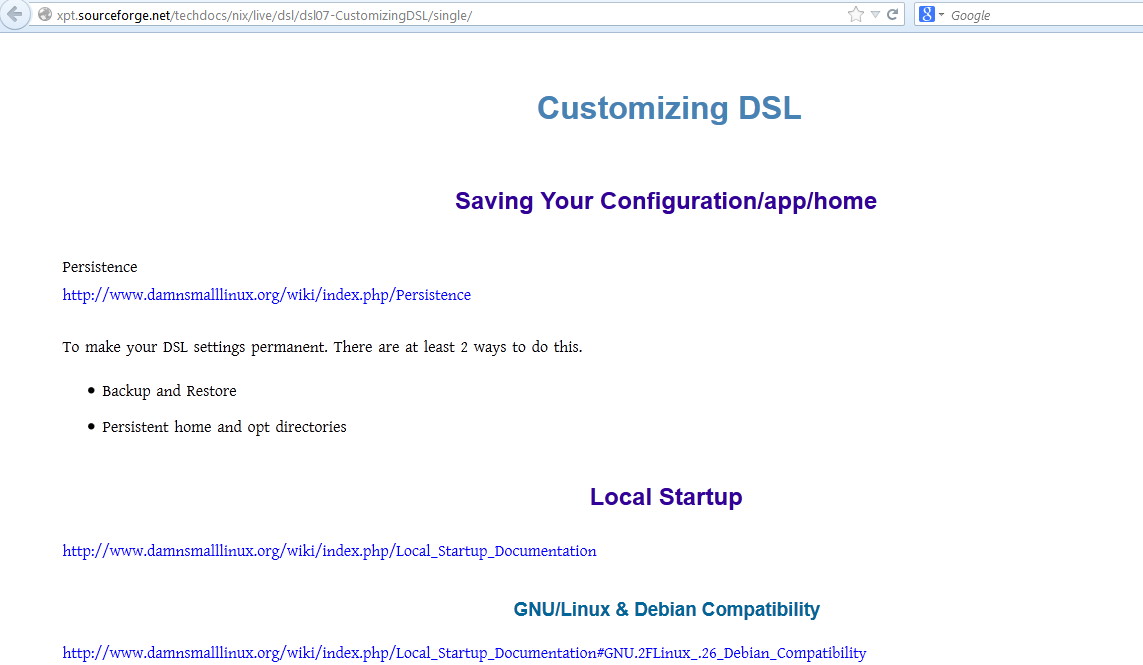 xpt.sourceforge.net/techdocs/nix/live/dsl/dsl07-CustomizingDSL/single/
Google
Customizing DSL
Saving Your Configuration/app/home
Persistence
http://www.damnsmalllinux.org/wiki/index.php/Persistence
To make your DSL settings permanent. There are at least 2 ways to do this.
• Backup and Restore
• Persistent home and opt directories
Local Startup
http://www.damnsmalllinux.org/wiki/index.php/Local_Startup_Documentation
GNU/Linux & Debian Compatibility
http://www.damnsmalllinux.org/wiki/index.php/Local_Startup_Documentation#GNU.2FLinux_.26_Debian_Compatibility